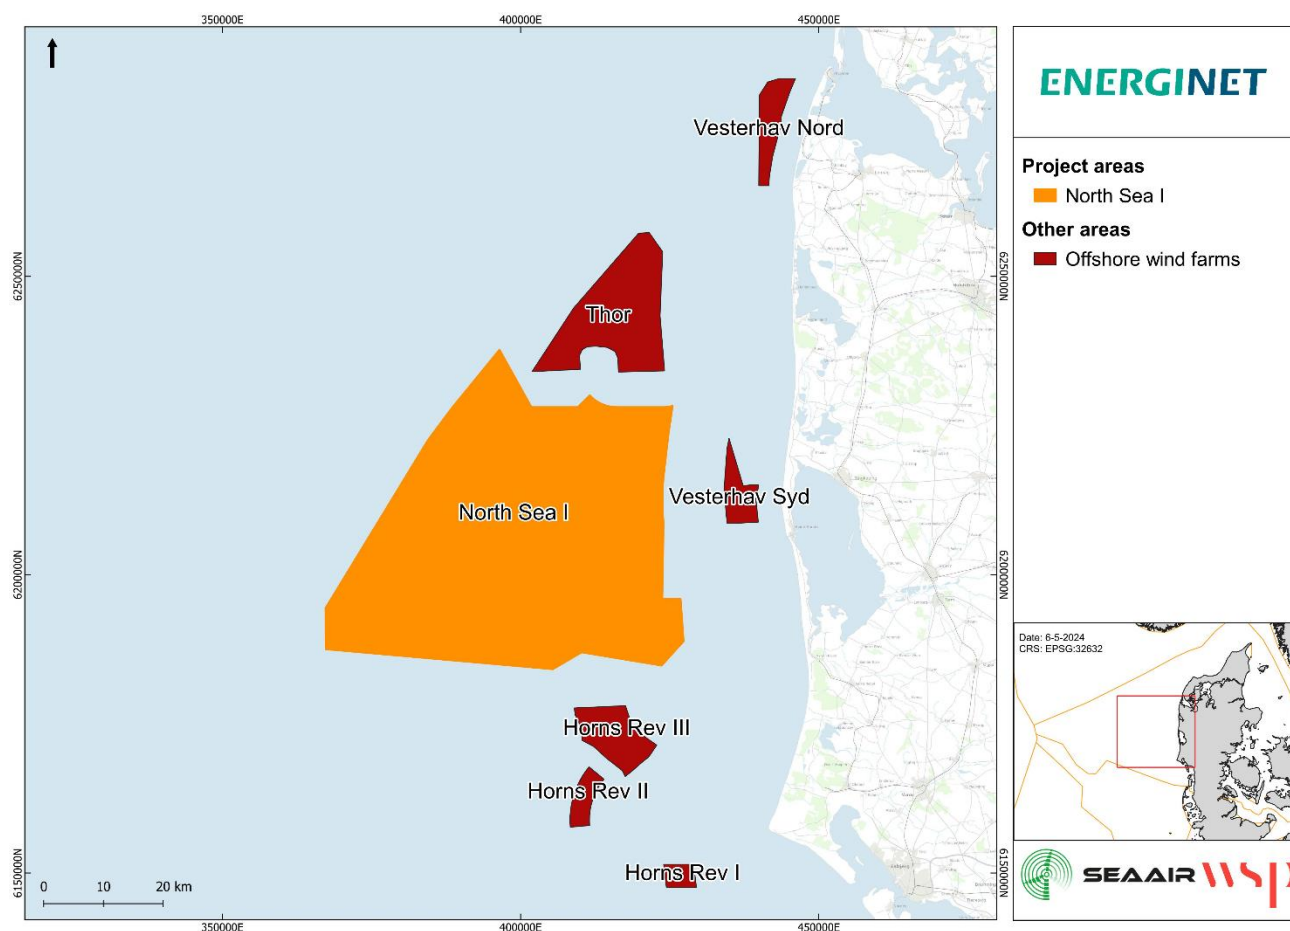 350000E
400000E
450000E
Vesterhav Nord
6250000N
6250000N
Thor
North Sea I
Vesterhav Syd
6200000N
6200000N
Horns Rev III
Horns Rev II
Horns Rev I
6150000N
6150000N
0 10 20 km
350000E
400000E
450000E
ENERGINET
Project areas
North Sea I
Other areas
Offshore wind farms
Date: 6-5-2024
CRS: EPSG:32632
SEAAIR
wsp